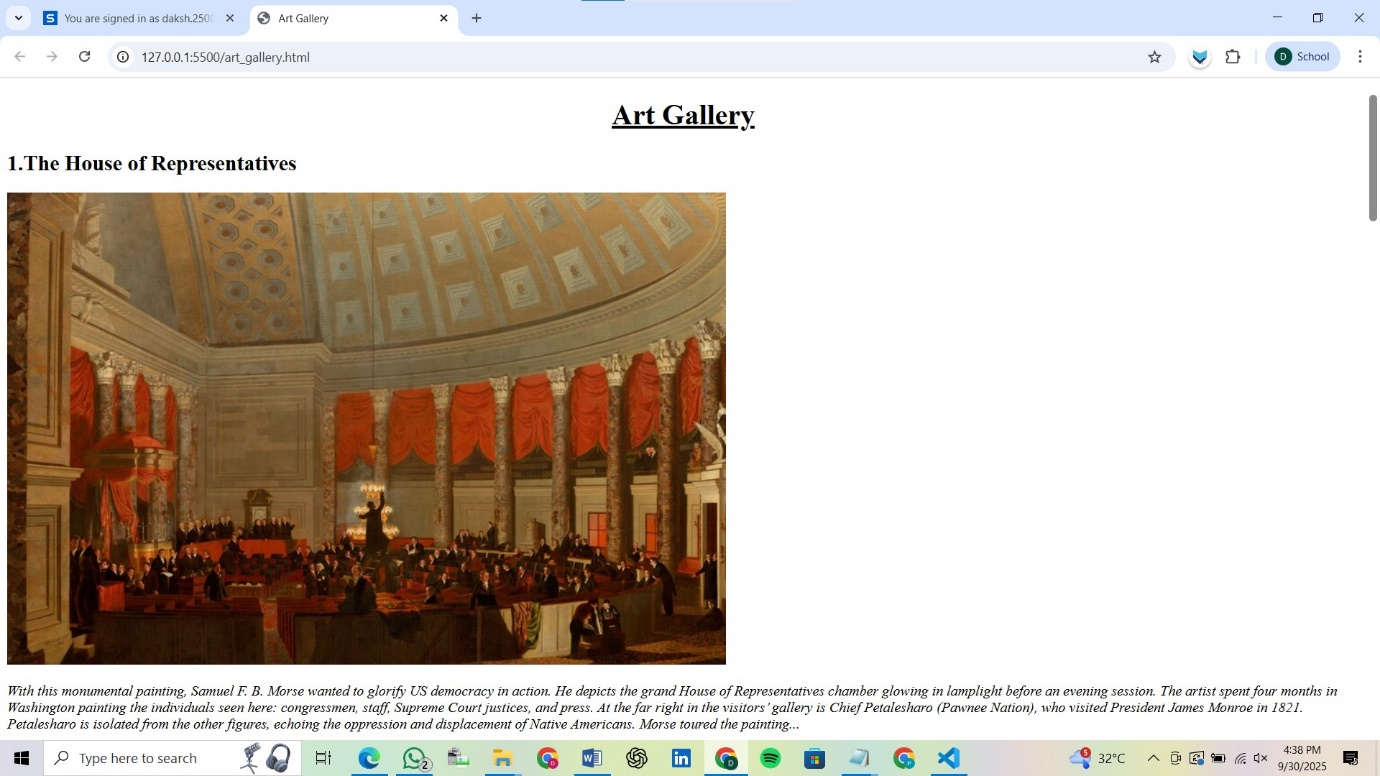 You are signed in as daksh.250
Art Gallery
127.0.0.1:5500/art_gallery.html
D School
Art Gallery
1.The House of Representatives
With this monumental painting, Samuel F. B. Morse wanted to glorify US democracy in action. He depicts the grand House of Representatives chamber glowing in lamplight before an evening session. The artist spent four months in
Washington painting the individuals seen here: congressmen, staff, Supreme Court justices, and press. At the far right in the visitors' gallery is Chief Petalesharo (Pawnee Nation), who visited President James Monroe in 1821.
Petalesharo is isolated from the other figures, echoing the oppression and displacement of Native Americans. Morse toured the painting...
Type here to search
2
D
5
32°C
4:38 PM
9/30/2025